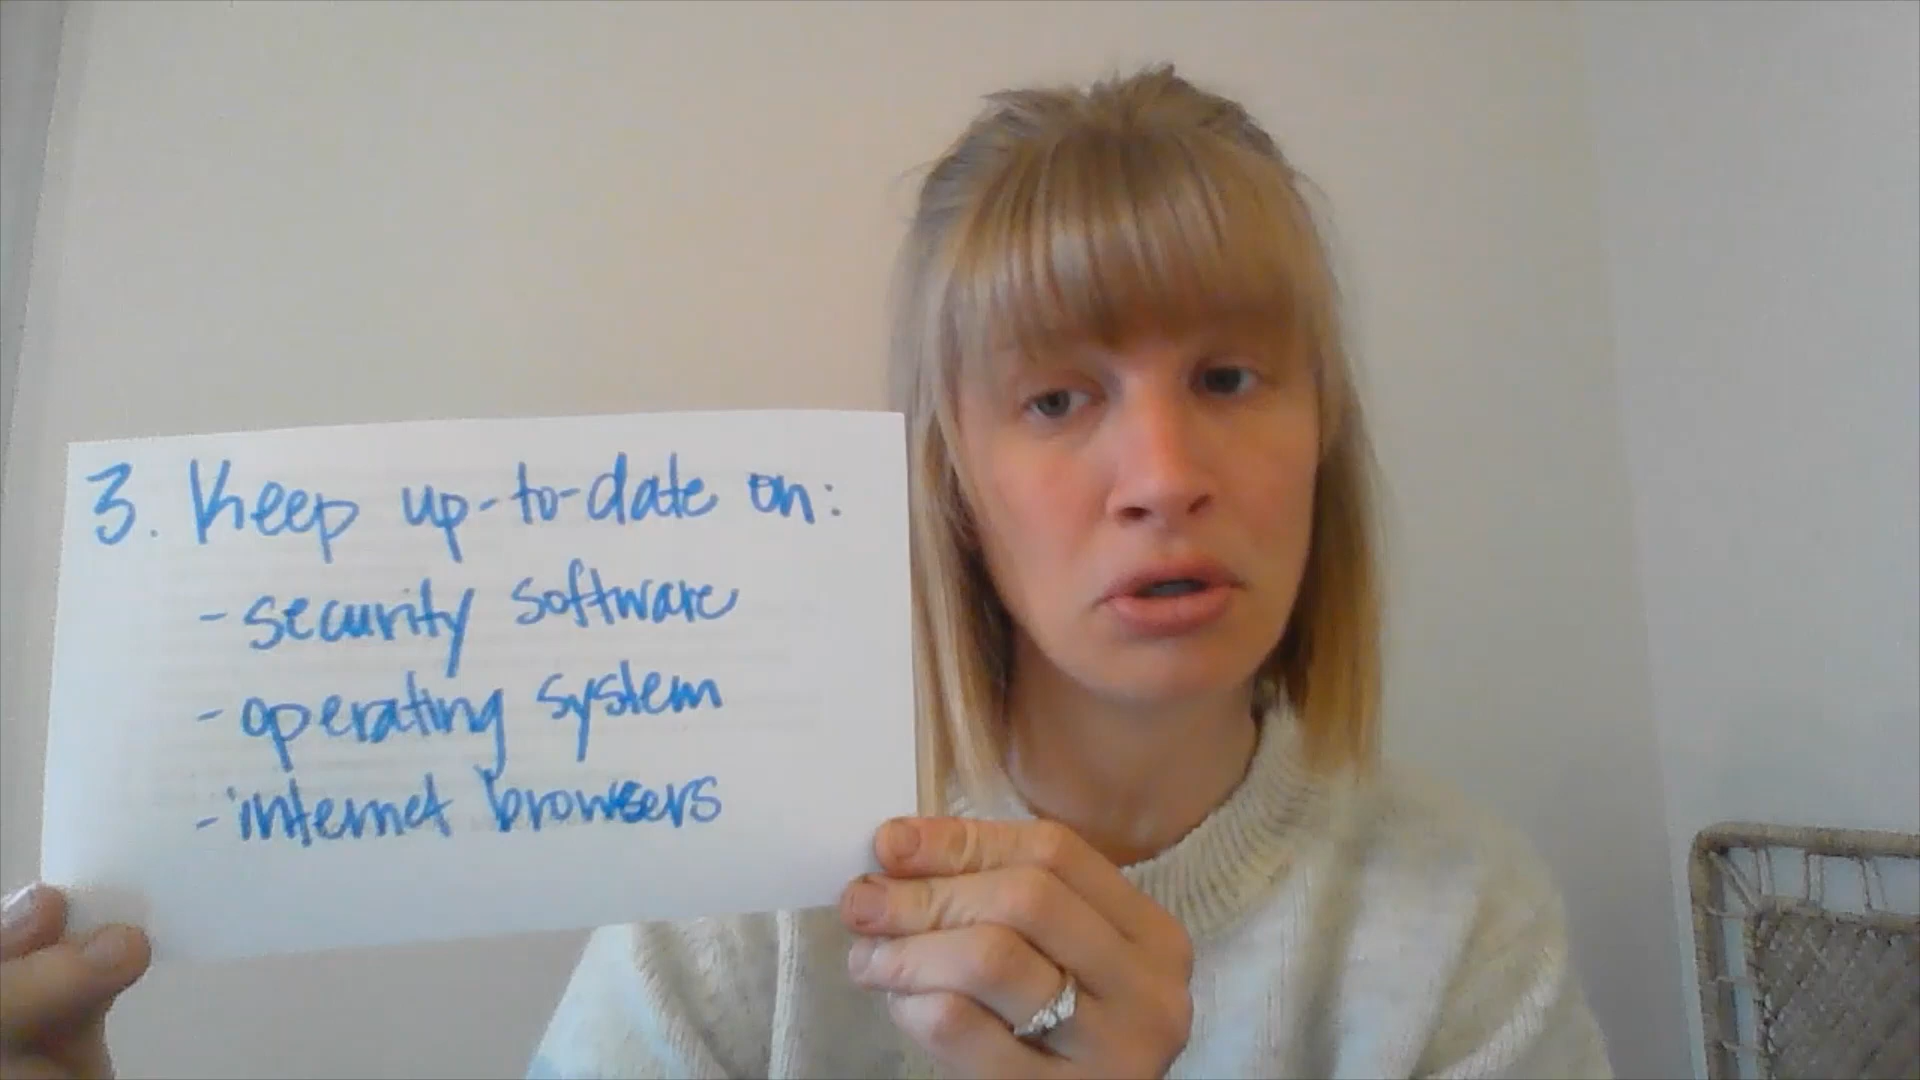 3. Keep up-to-date on:
- security software
- operating system
- internet browsers